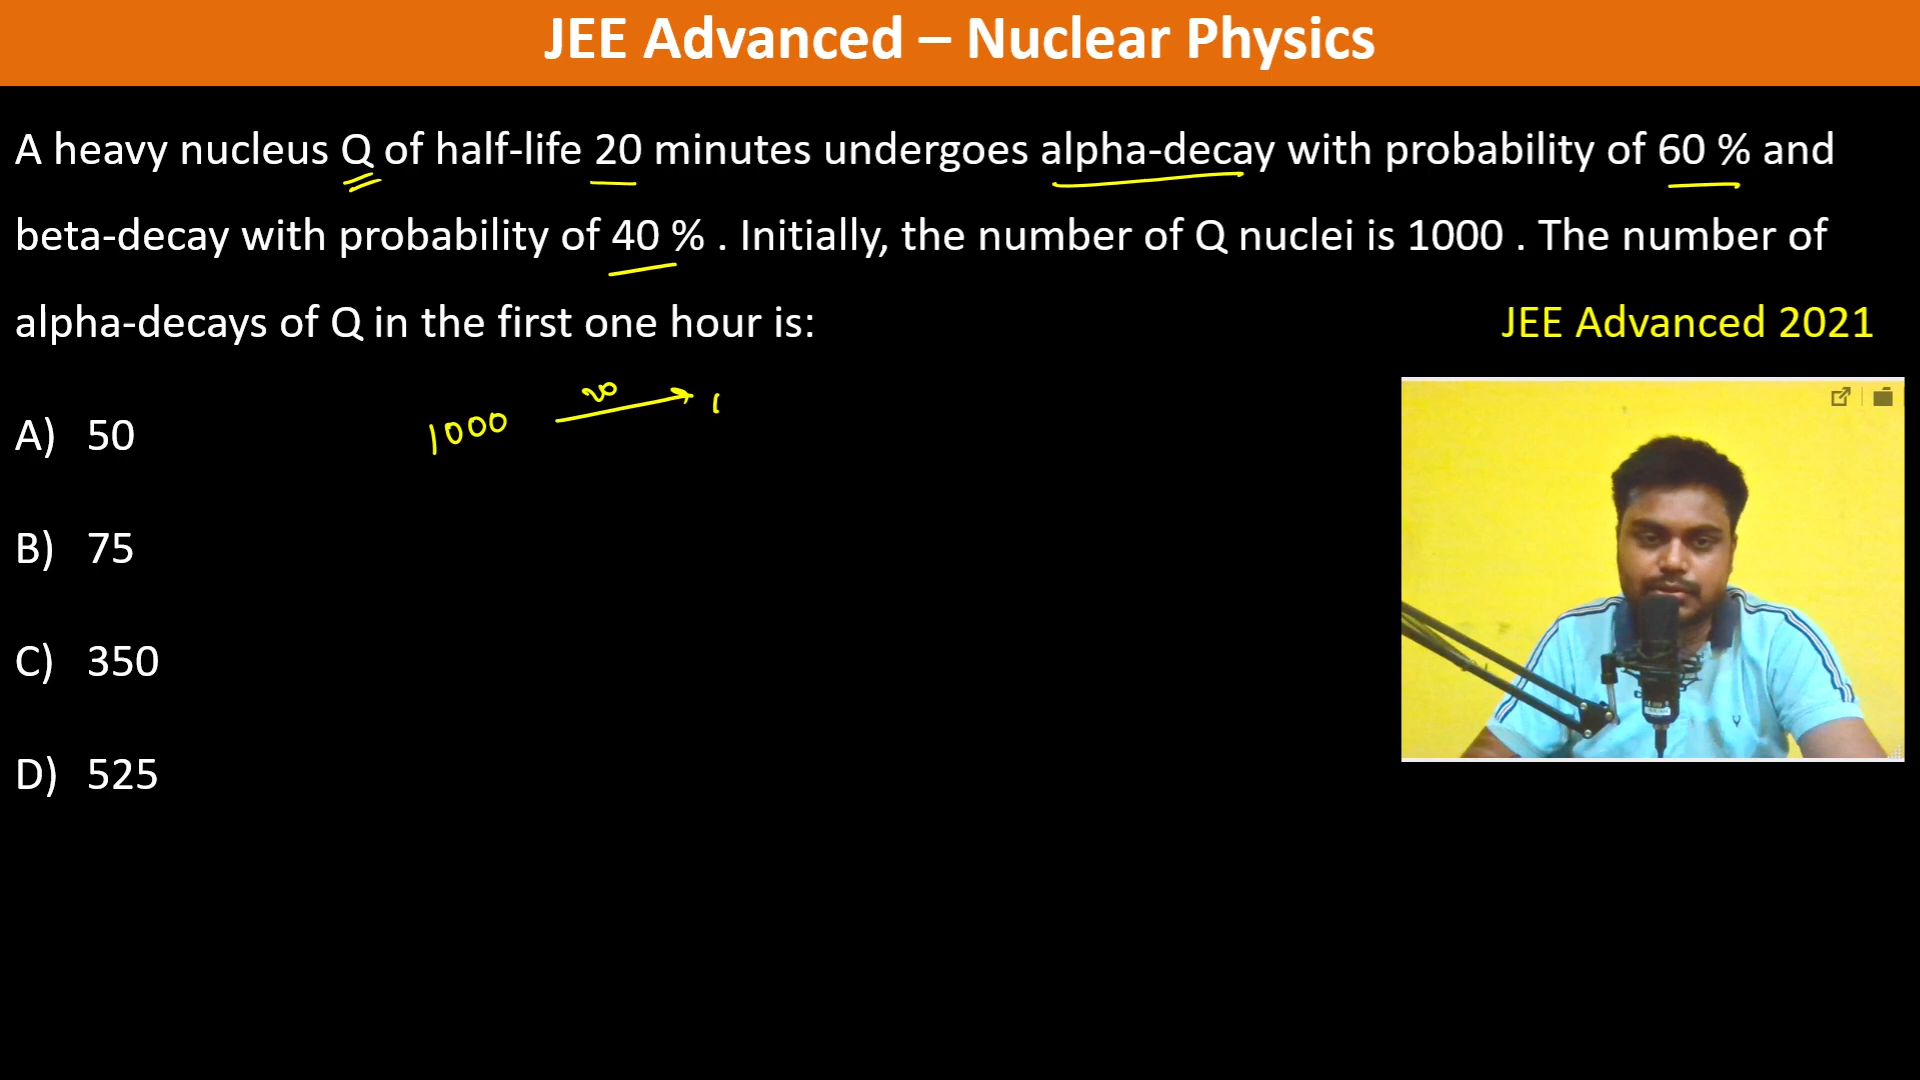 JEE Advanced – Nuclear Physics
A heavy nucleus Q of half-life 20 minutes undergoes alpha-decay with probability of 60 % and
beta-decay with probability of 40 % . Initially, the number of Q nuclei is 1000 . The number of
alpha-decays of Q in the first one hour is:
JEE Advanced 2021
20
1000
A) 50
B) 75
C) 350
D) 525